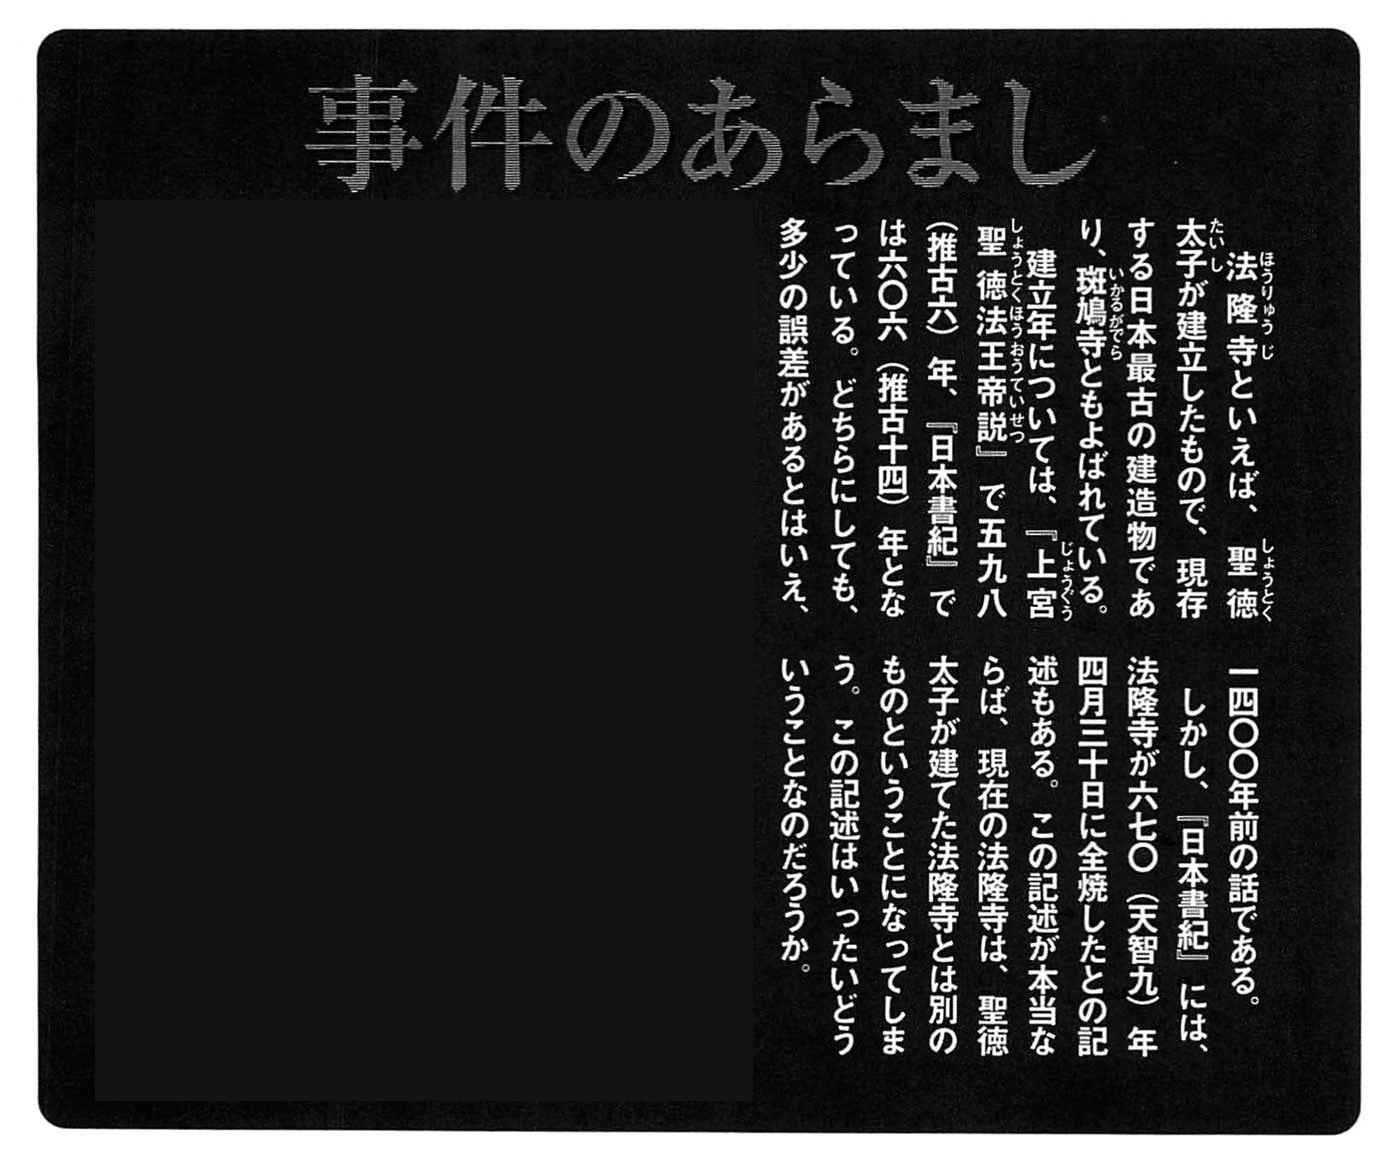 事件のあらまし
法隆寺といえば、聖徳
太子が建立したもので、現存
する日本最古の建造物であ
り、斑鳩寺ともよばれている。
建立年については、『上宮
聖徳法王帝説』で五九八
（推古六）年、『日本書紀』で
は六〇六（推古十四）年とな
っている。どちらにしても、
多少の誤差があるとはいえ、
一四〇〇年前の話である。
しかし、『日本書紀』には、
法隆寺が六七〇（天智九）年
四月三十日に全焼したとの記
述もある。この記述が本当な
らば、現在の法隆寺は、聖徳
太子が建てた法隆寺とは別の
ものということになってしま
う。この記述はいったいどう
いうことなのだろうか。